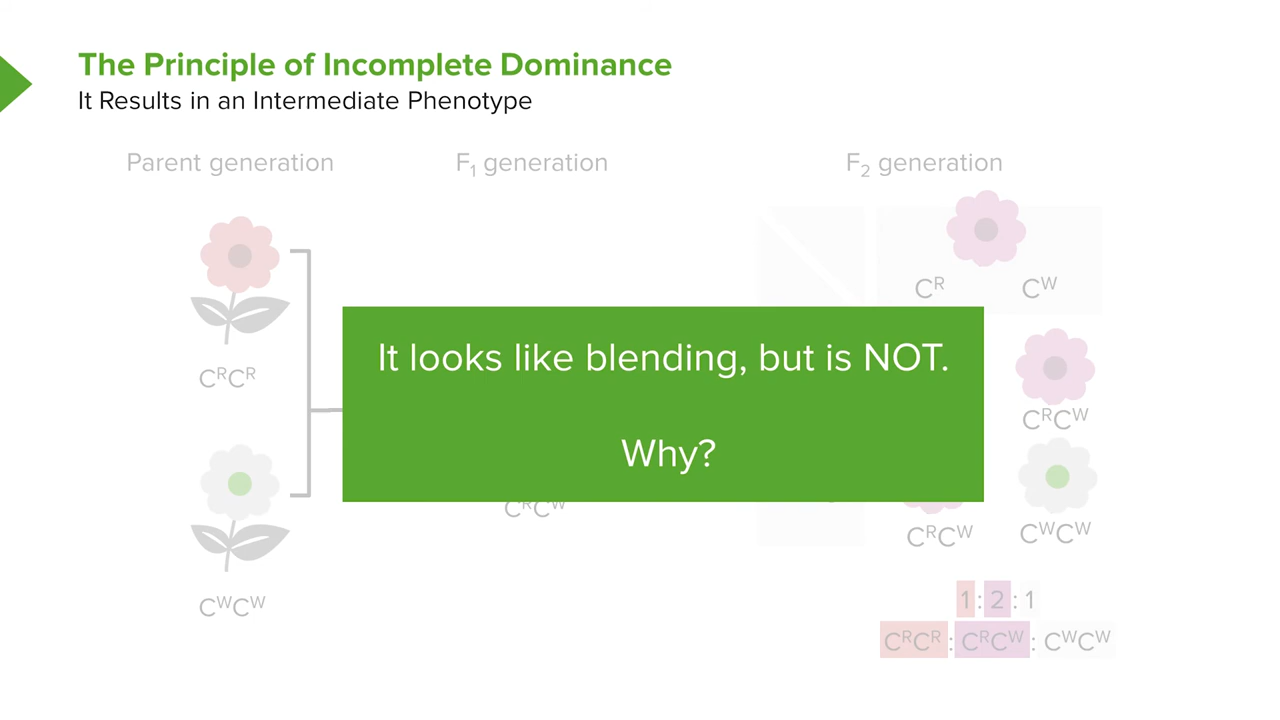 The Principle of Incomplete Dominance
It Results in an Intermediate Phenotype
Parent generation
F₁ generation
F₂ generation
Cᴿ Cᵂ
CᴿCᴿ
It looks like blending, but is NOT.
Why?
CᴿCᵂ
CᴿCᵂ
CᴿCᵂ
CᵂCᵂ
CᵂCᵂ
1 : 2 : 1
CᴿCᴿ : CᴿCᵂ : CᵂCᵂ